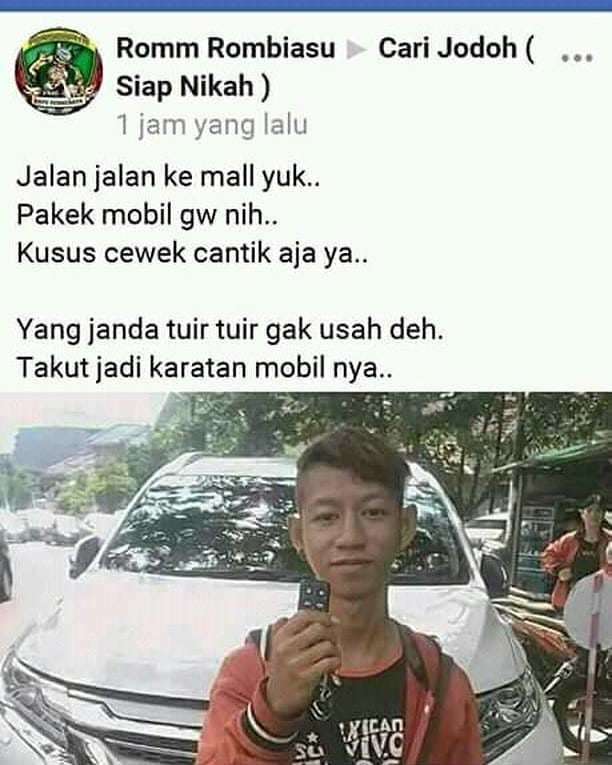 Romm Rombiasu ▶ Cari Jodoh (
Siap Nikah )
1 jam yang lalu
Jalan jalan ke mall yuk..
Pakek mobil gw nih..
Kusus cewek cantik aja ya..
Yang janda tuir tuir gak usah deh.
Takut jadi karatan mobil nya..
VIVO